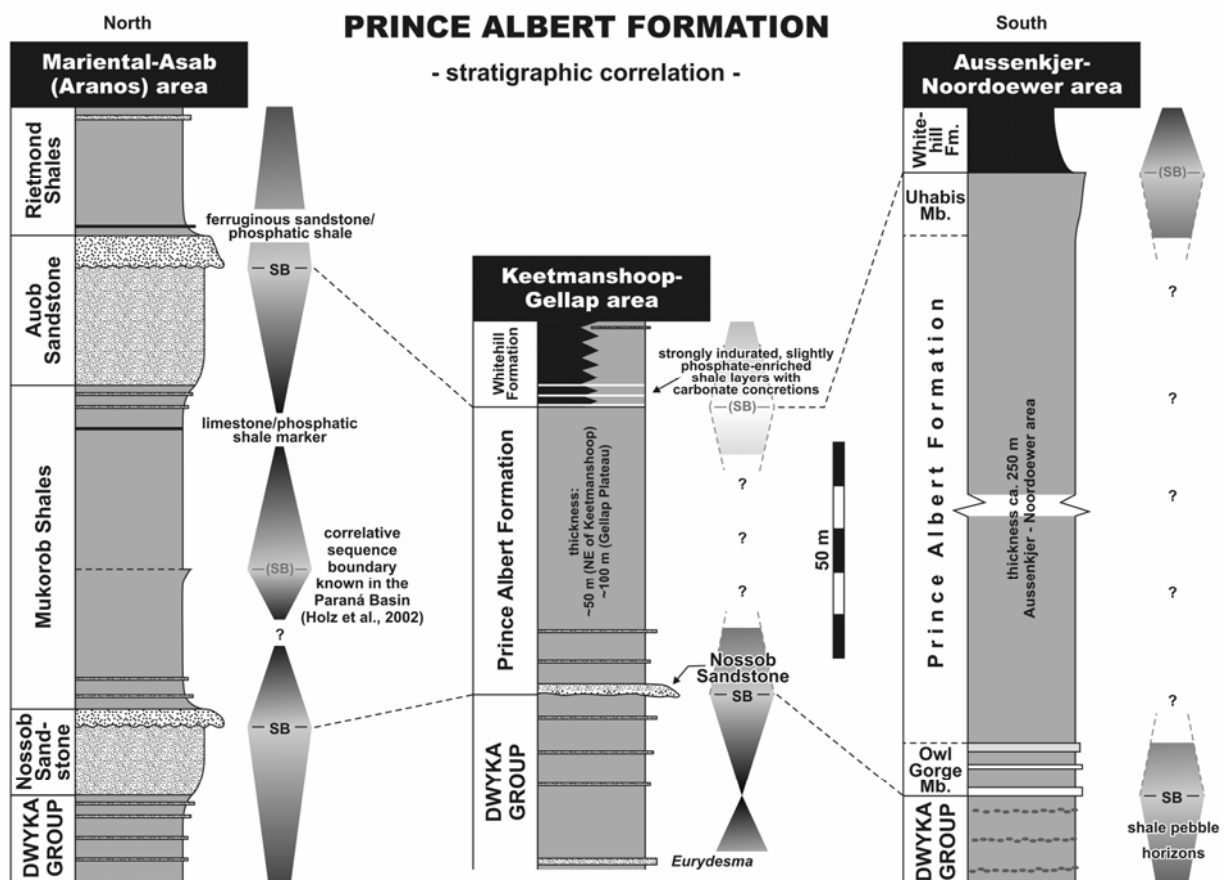 North
PRINCE ALBERT FORMATION
South
- stratigraphic correlation -
Mariental-Asab
(Aranos) area
Rietmond
Shales
Auob
Sandstone
Mukorob Shales
Nossob
Sand-
stone
DWYKA
GROUP
ferruginous sandstone/
phosphatic shale
SB
limestone/phosphatic
shale marker
(SB)
correlative
sequence
boundary
known in the
Paraná Basin
(Holz et al., 2002)
?
SB
Keetmanshoop-
Gellap area
Whitehill
Formation
Prince Albert Formation
DWYKA
GROUP
thickness:
~50 m (NE of Keetmanshoop)
~100 m (Gellap Plateau)
strongly indurated, slightly
phosphate-enriched
shale layers with
carbonate concretions
(SB)
?
?
?
Nossob
Sandstone
SB
Eurydesma
50 m
Aussenkjer-
Noordoewer area
White-
hill
Fm.
Uhabis
Mb.
Prince Albert Formation
Owl
Gorge
Mb.
DWYKA
GROUP
thickness ca. 250 m
Aussenkjer - Noordoewer area
(SB)
?
?
?
?
?
SB
shale pebble
horizons